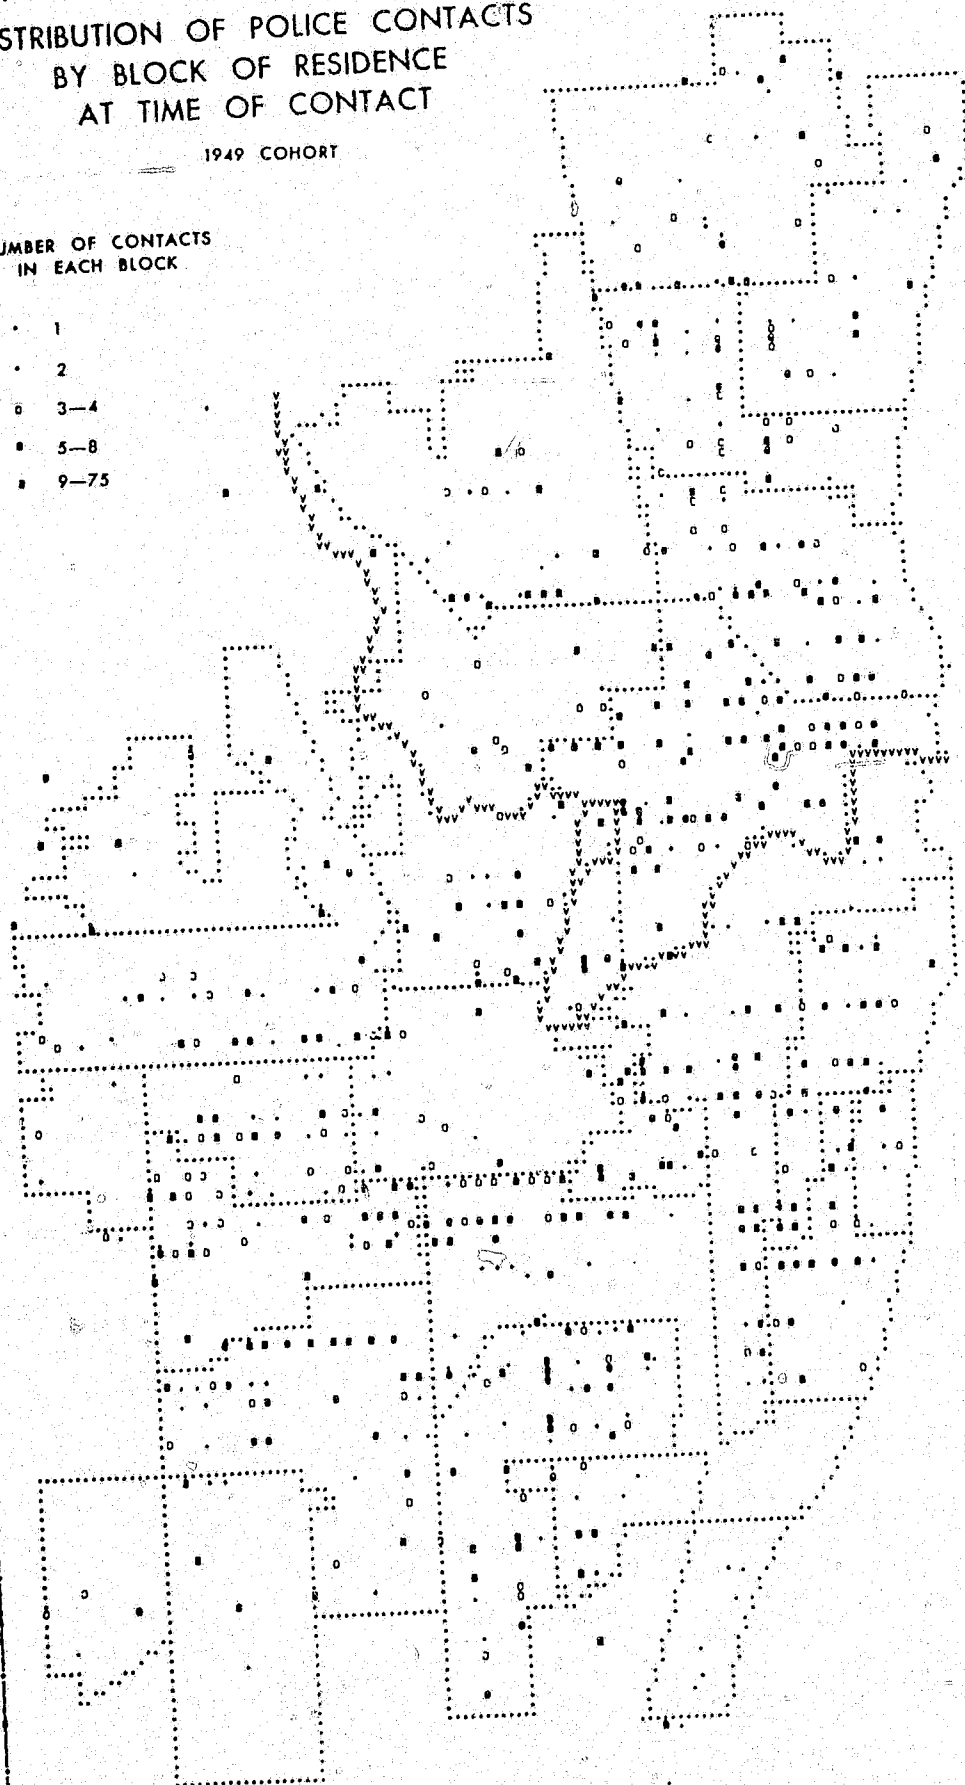 STRIBUTION OF POLICE CONTACTS
BY BLOCK OF RESIDENCE
AT TIME OF CONTACT
1949 COHORT
UMBER OF CONTACTS
IN EACH BLOCK
1
2
3—4
5—8
9—75